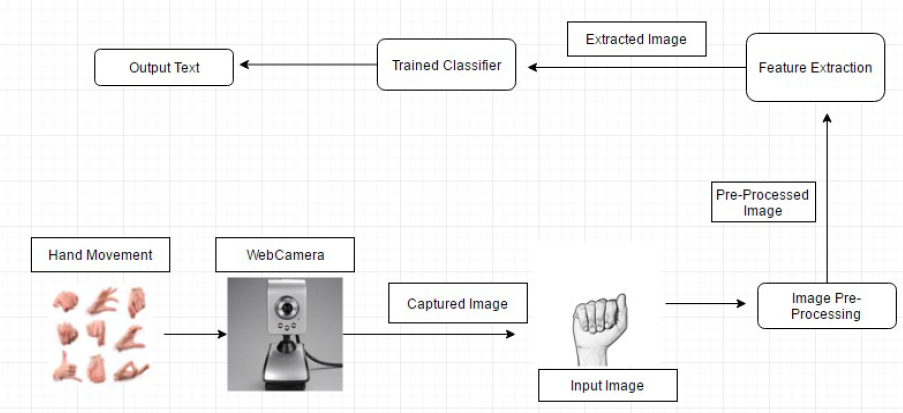 Extracted Image
Output Text
Trained Classifier
Feature Extraction
Pre-Processed
Image
Hand Movement
WebCamera
Captured Image
Image Pre-
Processing
Input Image